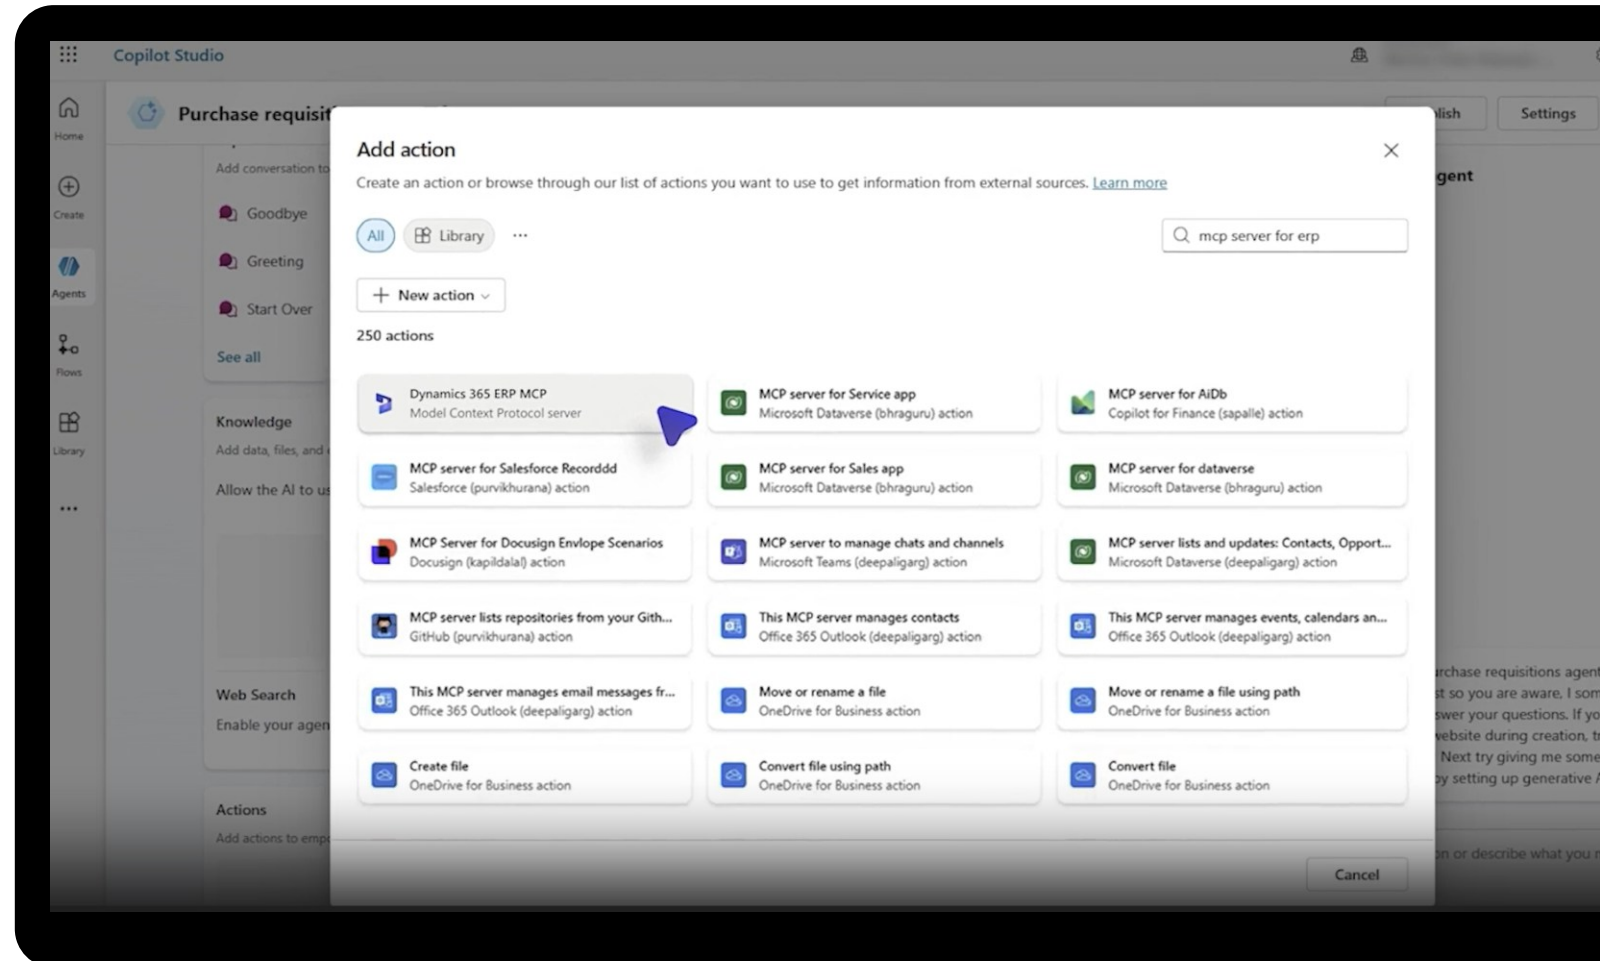 Copilot Studio
Home
Create
Agents
Flows
Library
Purchase requisit
lish
Settings
Add conversation to
Goodbye
Greeting
Start Over
See all
Knowledge
Add data, files, and
Allow the AI to us
Web Search
Enable your agen
Actions
Add actions to emp
Add action
Create an action or browse through our list of actions you want to use to get information from external sources. Learn more
All
Library
mcp server for erp
New action
250 actions
Dynamics 365 ERP MCP
Model Context Protocol server
MCP server for Service app
Microsoft Dataverse (bhraguru) action
MCP server for AiDb
Copilot for Finance (sapalle) action
MCP server for Salesforce Recorddd
Salesforce (purvikhurana) action
MCP server for Sales app
Microsoft Dataverse (bhraguru) action
MCP server for dataverse
Microsoft Dataverse (bhraguru) action
MCP Server for Docusign Envlope Scenarios
Docusign (kapildalal) action
MCP server to manage chats and channels
Microsoft Teams (deepaligarg) action
MCP server lists and updates: Contacts, Opport...
Microsoft Dataverse (deepaligarg) action
MCP server lists repositories from your Gith...
GitHub (purvikhurana) action
This MCP server manages contacts
Office 365 Outlook (deepaligarg) action
This MCP server manages events, calendars an...
Office 365 Outlook (deepaligarg) action
This MCP server manages email messages fr...
Office 365 Outlook (deepaligarg) action
Move or rename a file
OneDrive for Business action
Move or rename a file using path
OneDrive for Business action
Create file
OneDrive for Business action
Convert file using path
OneDrive for Business action
Convert file
OneDrive for Business action
Cancel
gent
rchase requisitions agent
st so you are aware, I som
swer your questions. If yo
website during creation, t
Next try giving me some
by setting up generative A
on or describe what you